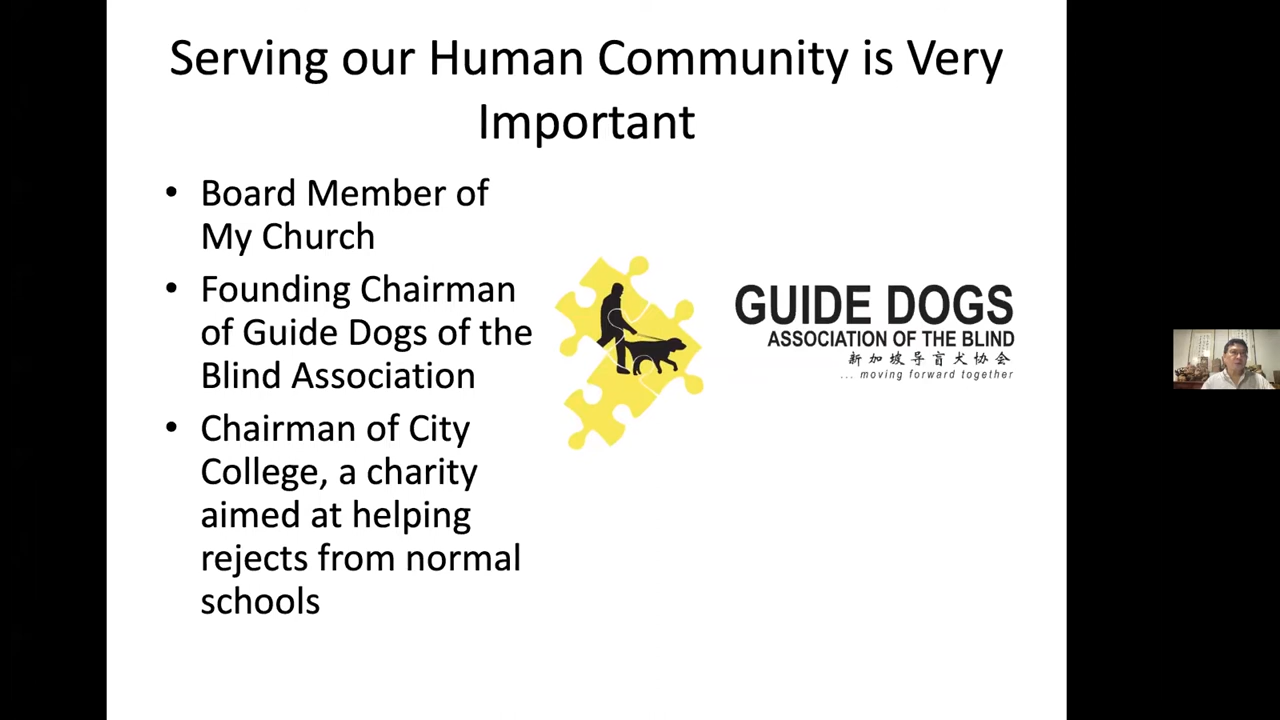 Serving our Human Community is Very
Important
• Board Member of
My Church
• Founding Chairman
of Guide Dogs of the
Blind Association
• Chairman of City
College, a charity
aimed at helping
rejects from normal
schools
GUIDE DOGS
ASSOCIATION OF THE BLIND
新加坡导盲犬协会
... moving forward together